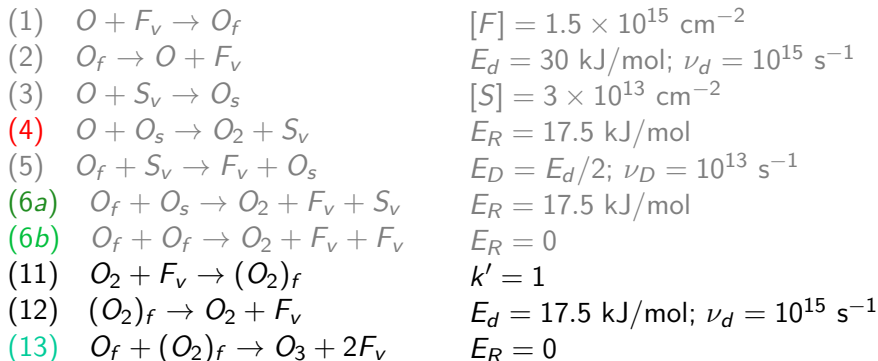 (1) O + F_v → O_f [F] = 1.5 × 10^15 cm^−2
(2) O_f → O + F_v E_d = 30 kJ/mol; ν_d = 10^15 s^−1
(3) O + S_v → O_s [S] = 3 × 10^13 cm^−2
(4) O + O_s → O_2 + S_v E_R = 17.5 kJ/mol
(5) O_f + S_v → F_v + O_s E_D = E_d/2; ν_D = 10^13 s^−1
(6a) O_f + O_s → O_2 + F_v + S_v E_R = 17.5 kJ/mol
(6b) O_f + O_f → O_2 + F_v + F_v E_R = 0
(11) O_2 + F_v → (O_2)_f k′ = 1
(12) (O_2)_f → O_2 + F_v E_d = 17.5 kJ/mol; ν_d = 10^15 s^−1
(13) O_f + (O_2)_f → O_3 + 2F_v E_R = 0